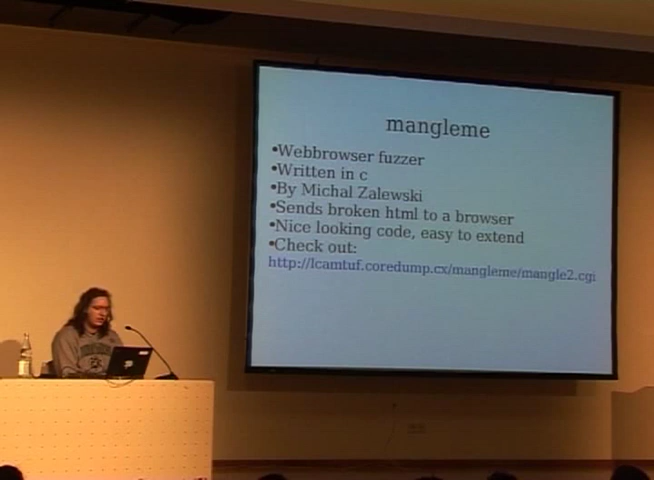 mangleme
•Webbrowser fuzzer
•Written in c
•By Michal Zalewski
•Sends broken html to a browser
•Nice looking code, easy to extend
•Check out:
http://lcamtuf.coredump.cx/mangleme/mangle2.cgi